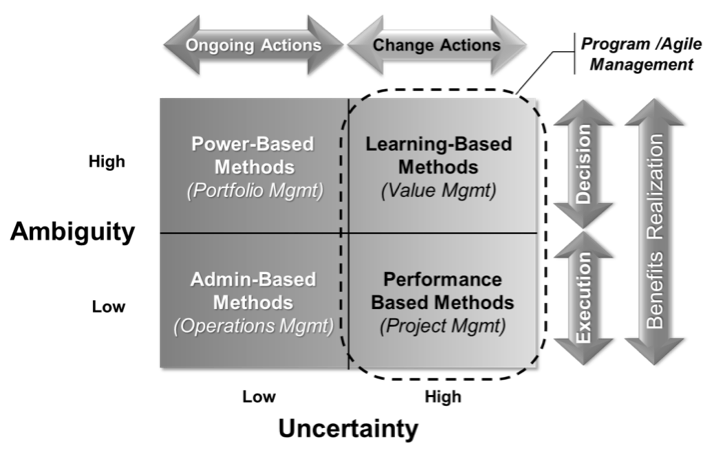 Ongoing Actions
Change Actions
Program /Agile
Management
High
Ambiguity
Low
Power-Based
Methods
(Portfolio Mgmt)
Learning-Based
Methods
(Value Mgmt)
Admin-Based
Methods
(Operations Mgmt)
Performance
Based Methods
(Project Mgmt)
Decision
Execution
Benefits Realization
Low
High
Uncertainty